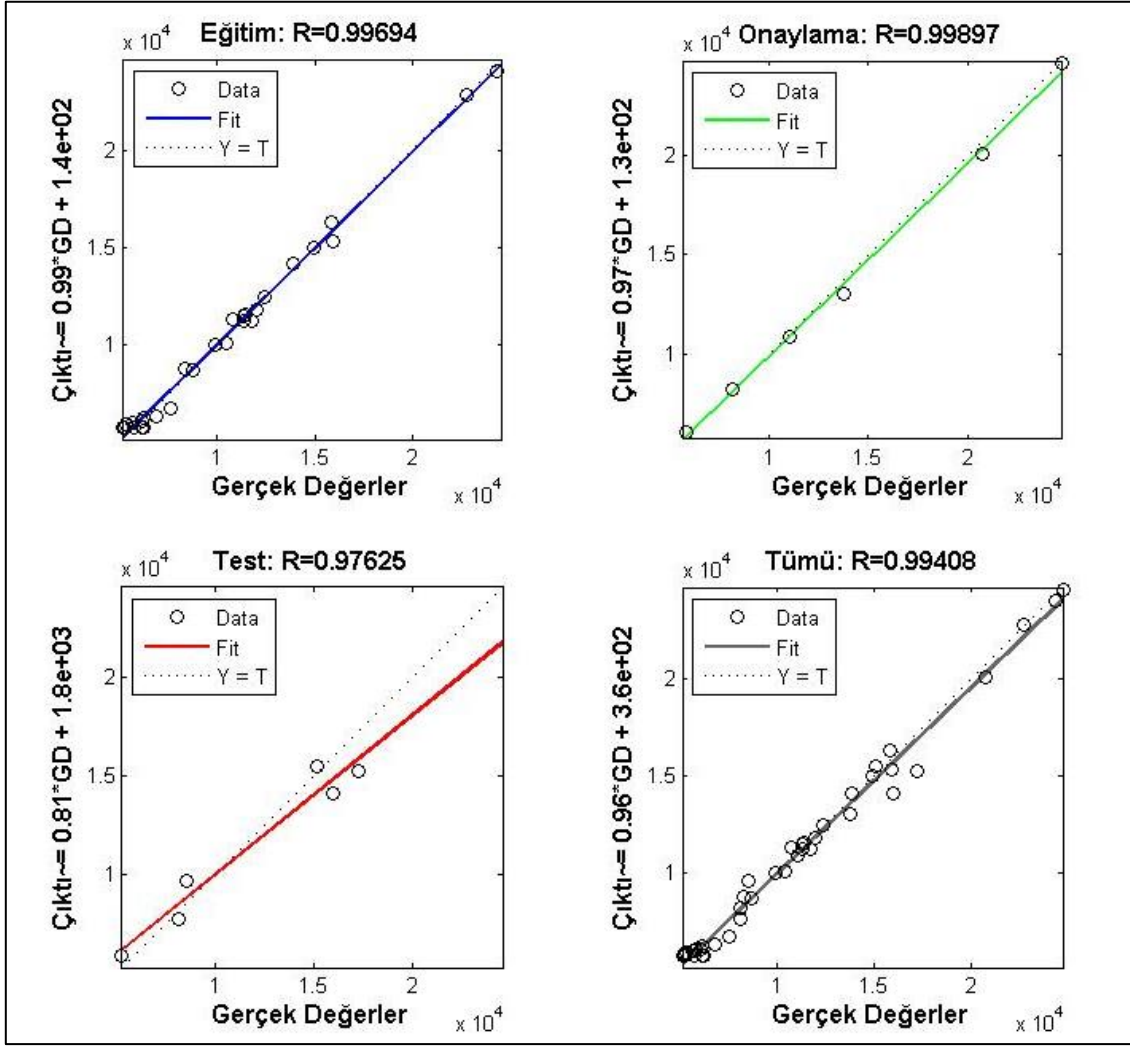 x 10^4
Eğitim: R=0.99694
Data
Fit
Y = T
2
1.5
1
1
1.5
2
Çıktı~= 0.99*GD + 1.4e+02
Gerçek Değerler
x 10^4
x 10^4
Onaylama: R=0.99897
Data
Fit
Y = T
2
1.5
1
1
1.5
2
Çıktı~= 0.97*GD + 1.3e+02
Gerçek Değerler
x 10^4
x 10^4
Test: R=0.97625
Data
Fit
Y = T
2
1.5
1
1
1.5
2
Çıktı~= 0.81*GD + 1.8e+03
Gerçek Değerler
x 10^4
x 10^4
Tümü: R=0.99408
Data
Fit
Y = T
2
1.5
1
1
1.5
2
Çıktı~= 0.96*GD + 3.6e+02
Gerçek Değerler
x 10^4